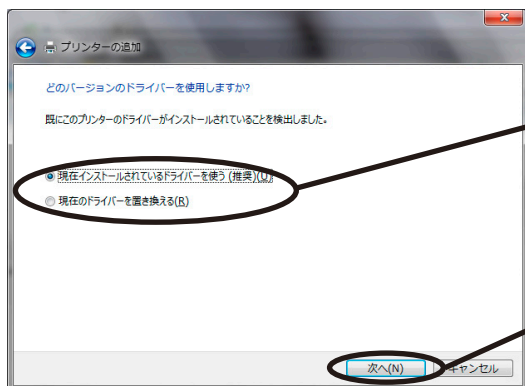 プリンターの追加
どのバージョンのドライバーを使用しますか?
既にこのプリンターのドライバーがインストールされていることを検出しました。
現在インストールされているドライバーを使う (推奨)(U)
現在のドライバーを置き換える(R)
次へ(N)
キャンセル